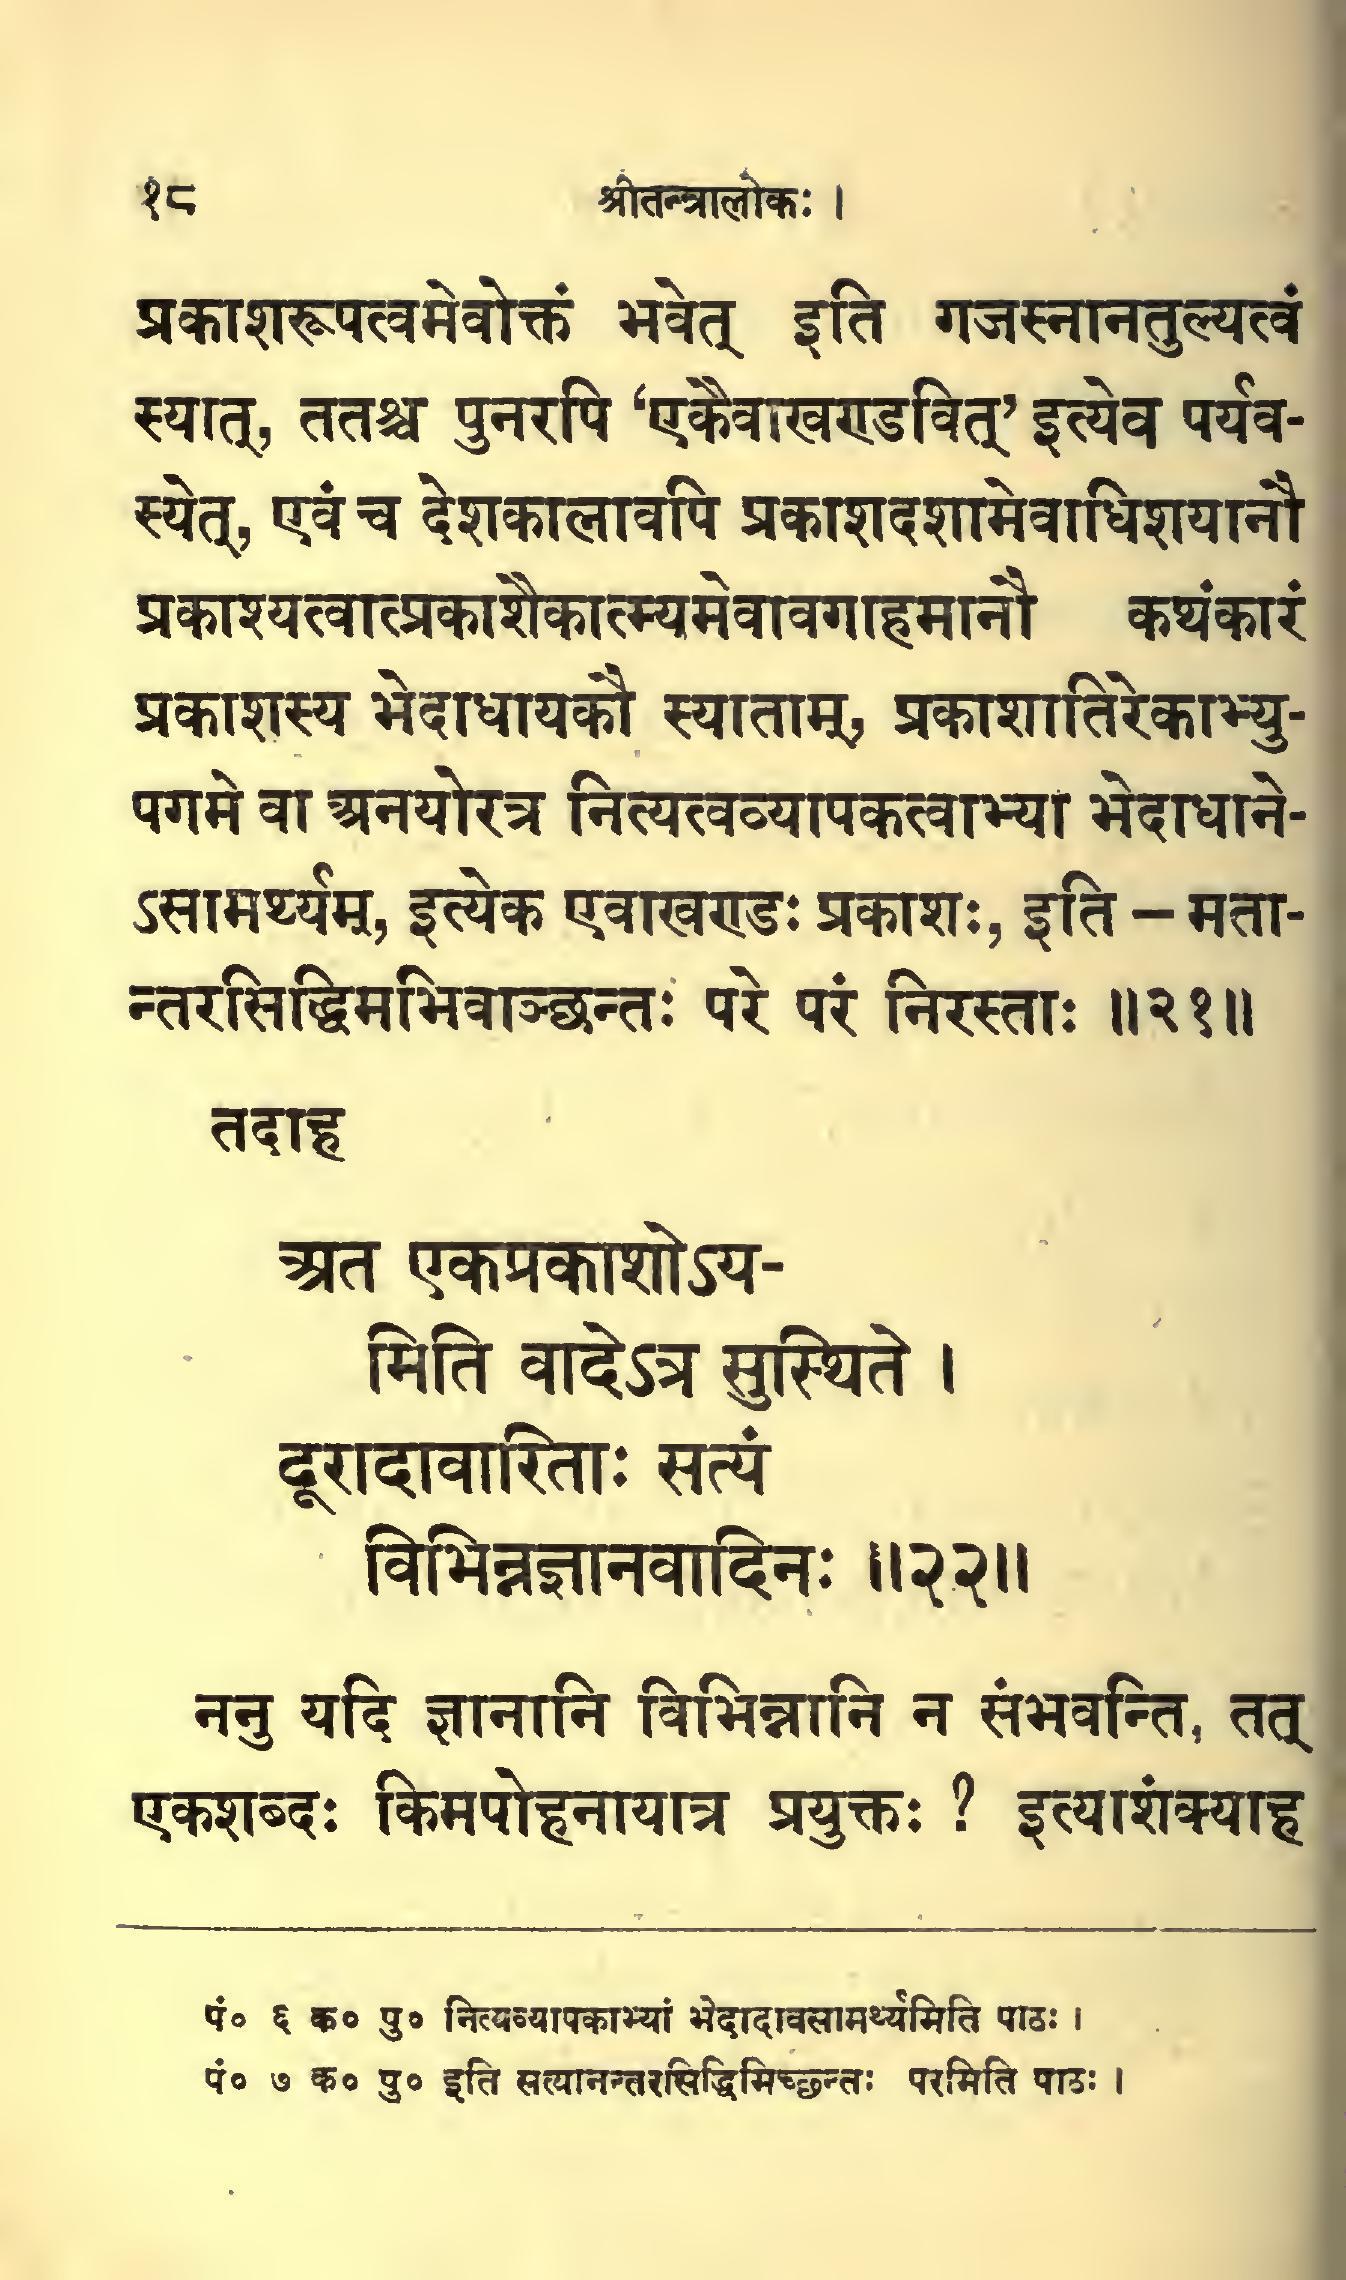 १८ श्रीतन्त्रालोकः ।
प्रकाशरूपत्वमेवोक्तं भवेत् इति गजस्नानतुल्यत्वं
स्यात्, ततश्च पुनरपि ‘एकैवाखण्डवित्’ इत्येव पर्यव-
स्येत्, एवं च देशकालावपि प्रकाशदशामेवाधिशयानौ
प्रकाश्यत्वात्प्रकाशैकात्म्यमेवावगाहमानौ कथंकारं
प्रकाशस्य भेदाधायकौ स्याताम्, प्रकाशातिरेकाभ्यु-
पगमे वा अनयोरत्र नित्यत्वव्यापकत्वाभ्या भेदाधाने-
ऽसामर्थ्यम्, इत्येक एवाखण्डः प्रकाशः, इति – मता-
न्तरसिद्धिमभिवाञ्छन्तः परे परं निरस्ताः ॥२१॥
तदाह
अत एकप्रकाशोऽय-
मिति वादेऽत्र सुस्थिते ।
दूरादावारिताः सत्यं
विभिन्नज्ञानवादिनः ॥२२॥
ननु यदि ज्ञानानि विभिन्नानि न संभवन्ति, तत्
एकशब्दः किमपोहनायात्र प्रयुक्तः ? इत्याशंक्याह
पं० ६ क० पु० नित्यव्यापकाभ्यां भेदादावसामर्थ्यमिति पाठः ।
पं० ७ क० पु० इति सत्यानन्तरसिद्धिमिच्छन्तः परमिति पाठः ।